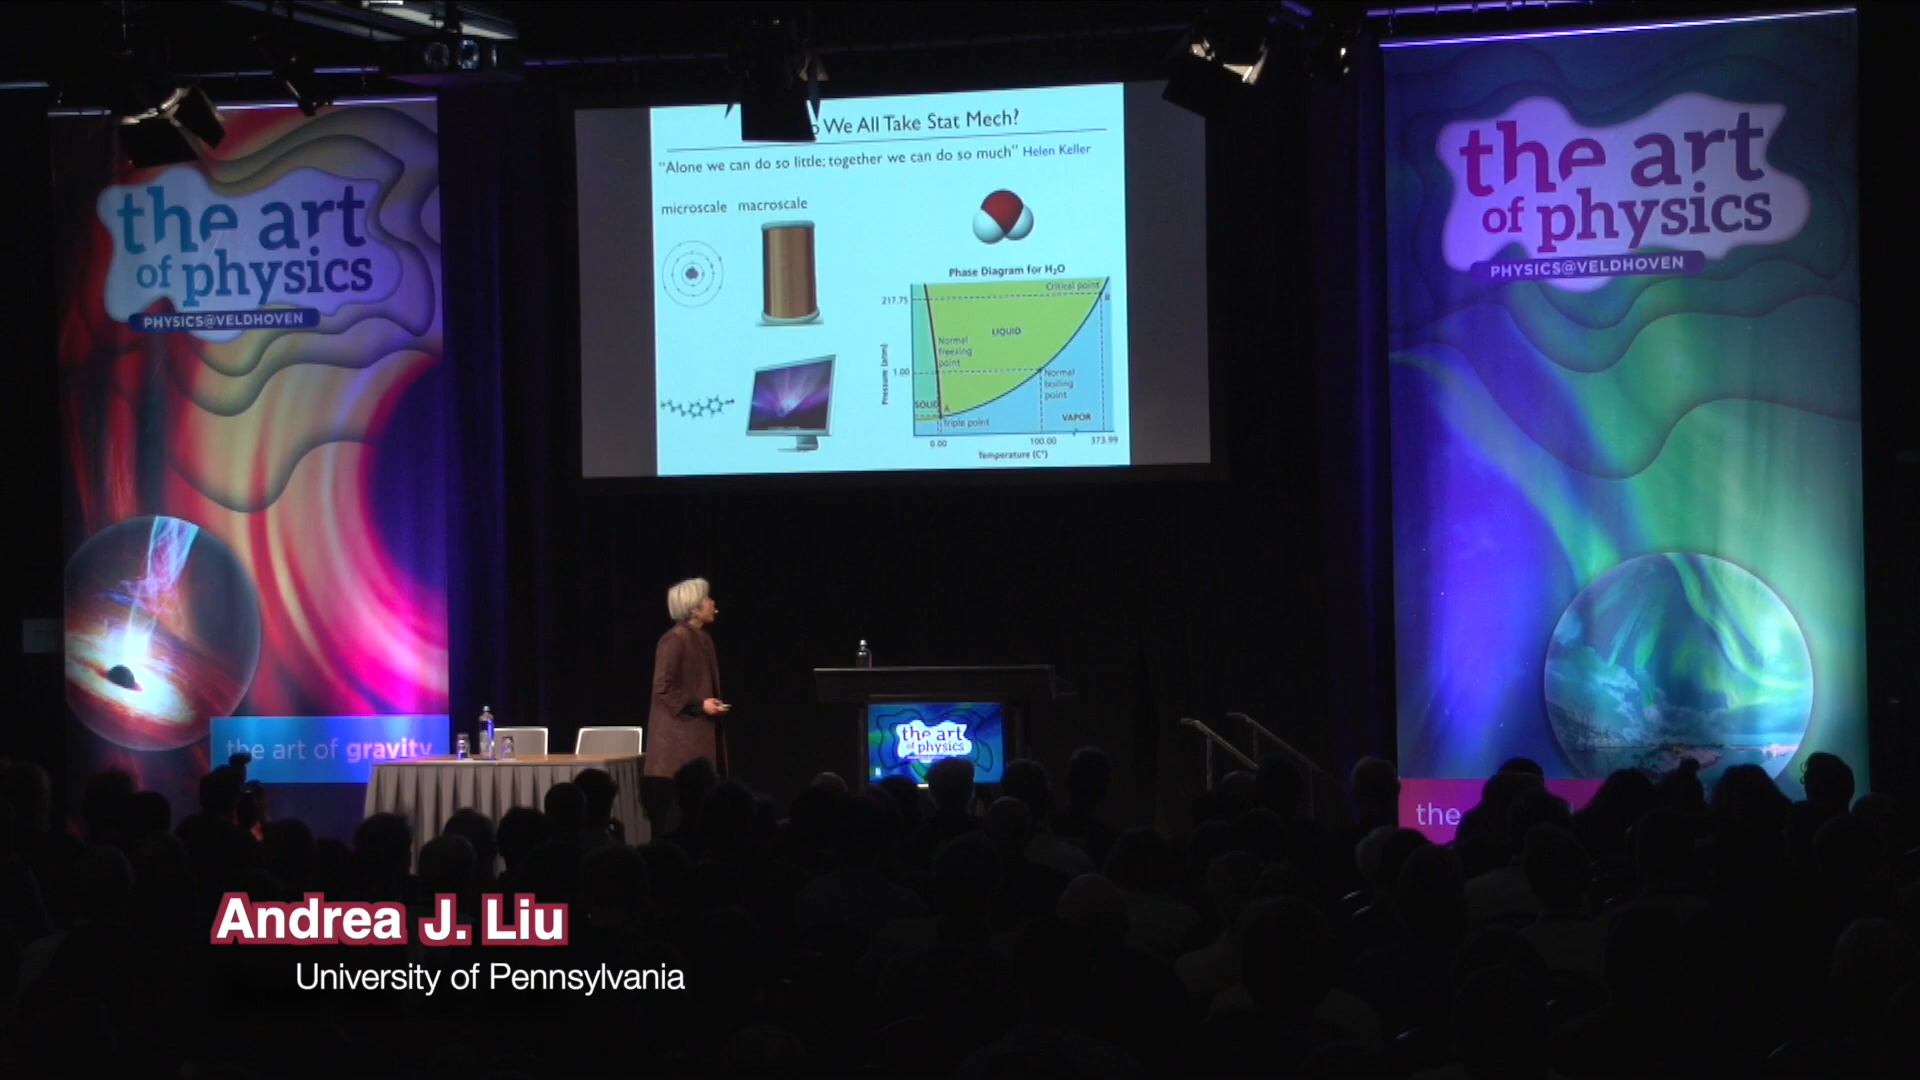 the art
of physics
PHYSICS@VELDHOVEN
the art of gravity
We All Take Stat Mech?
"Alone we can do so little; together we can do so much" Helen Keller
microscale macroscale
Phase Diagram for H₂O
Critical point
217.75
B
LIQUID
Normal
freezing
point
Pressure (atm)
1.00
Normal
boiling
point
SOLID
A
VAPOR
Triple point
0.00
100.00
373.99
Temperature (C°)
the art
of physics
the art
of physics
PHYSICS@VELDHOVEN
the
Andrea J. Liu
University of Pennsylvania